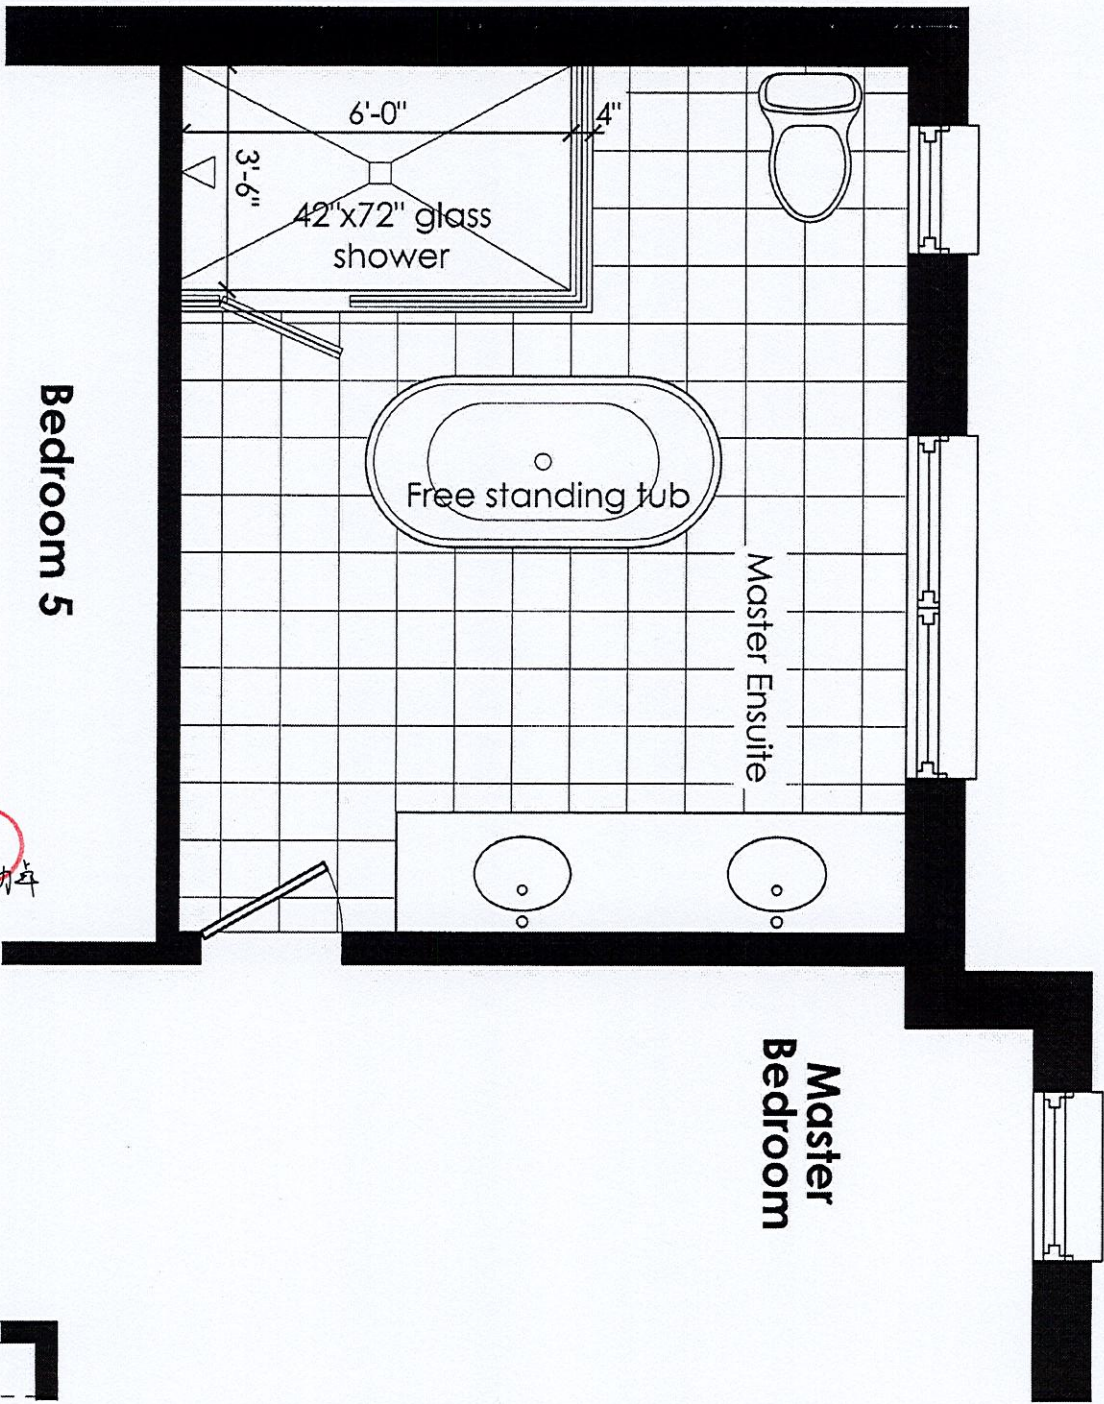 6'-0"
4"
3'-6"
42"x72" glass
shower
Free standing tub
Master Ensuite
Bedroom 5
Master
Bedroom